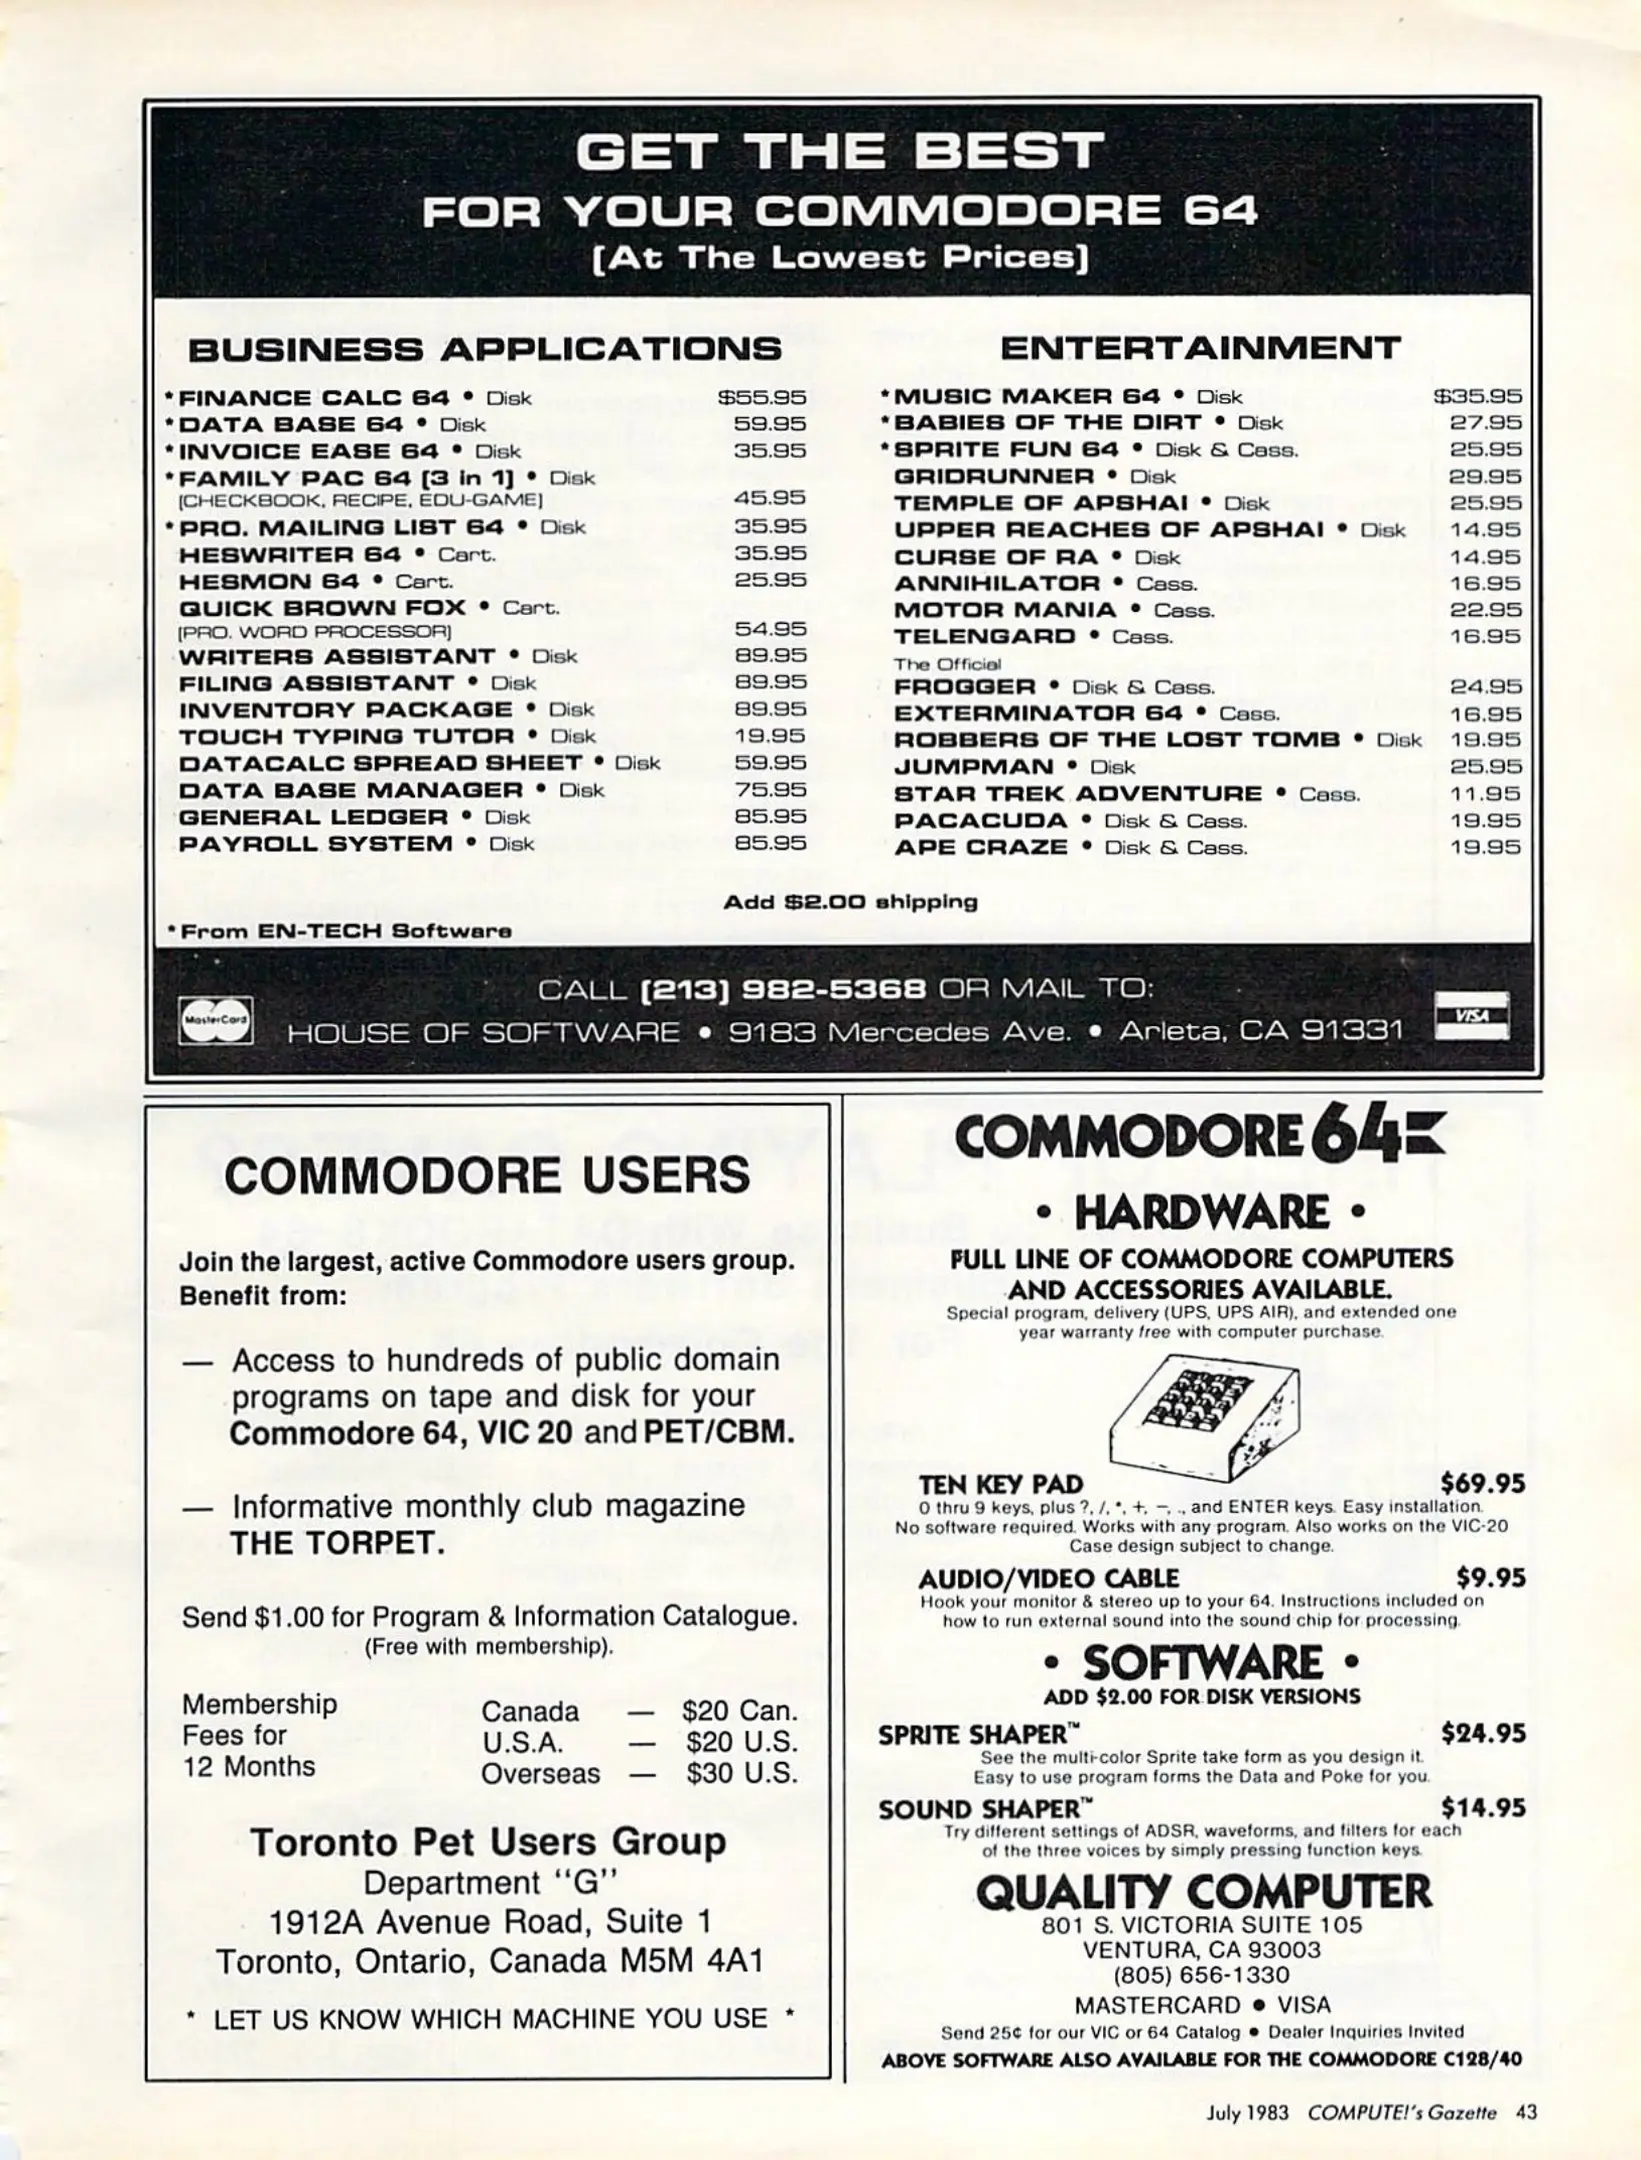 GET THE BEST
FOR YOUR COMMODORE 64
[At The Lowest Prices]
BUSINESS APPLICATIONS
*FINANCE CALC 64 • Disk $55.95
*DATA BASE 64 • Disk 59.95
*INVOICE EASE 64 • Disk 35.95
*FAMILY PAC 64 [3 in 1] • Disk
[CHECKBOOK, RECIPE, EDU-GAME] 45.95
*PRO. MAILING LIST 64 • Disk 35.95
HESWRITER 64 • Cart. 35.95
HESMON 64 • Cart. 25.95
QUICK BROWN FOX • Cart.
[PRO. WORD PROCESSOR] 54.95
WRITERS ASSISTANT • Disk 89.95
FILING ASSISTANT • Disk 89.95
INVENTORY PACKAGE • Disk 89.95
TOUCH TYPING TUTOR • Disk 19.95
DATACALC SPREAD SHEET • Disk 59.95
DATA BASE MANAGER • Disk 75.95
GENERAL LEDGER • Disk 85.95
PAYROLL SYSTEM • Disk 85.95
ENTERTAINMENT
*MUSIC MAKER 64 • Disk $35.95
*BABIES OF THE DIRT • Disk 27.95
*SPRITE FUN 64 • Disk & Cass. 25.95
GRIDRUNNER • Disk 29.95
TEMPLE OF APSHAI • Disk 25.95
UPPER REACHES OF APSHAI • Disk 14.95
CURSE OF RA • Disk 14.95
ANNIHILATOR • Cass. 16.95
MOTOR MANIA • Cass. 22.95
TELENGARD • Cass. 16.95
The Official
FROGGER • Disk & Cass. 24.95
EXTERMINATOR 64 • Cass. 16.95
ROBBERS OF THE LOST TOMB • Disk 19.95
JUMPMAN • Disk 25.95
STAR TREK ADVENTURE • Cass. 11.95
PACACUDA • Disk & Cass. 19.95
APE CRAZE • Disk & Cass. 19.95
Add $2.00 shipping
*From EN-TECH Software
CALL [213] 982-5368 OR MAIL TO:
MasterCard
HOUSE OF SOFTWARE • 9183 Mercedes Ave. • Arleta, CA 91331
VISA
COMMODORE USERS
Join the largest, active Commodore users group.
Benefit from:
— Access to hundreds of public domain
programs on tape and disk for your
Commodore 64, VIC 20 and PET/CBM.
— Informative monthly club magazine
THE TORPET.
Send $1.00 for Program & Information Catalogue.
(Free with membership).
Membership
Fees for
12 Months
Canada — $20 Can.
U.S.A. — $20 U.S.
Overseas — $30 U.S.
Toronto Pet Users Group
Department "G"
1912A Avenue Road, Suite 1
Toronto, Ontario, Canada M5M 4A1
* LET US KNOW WHICH MACHINE YOU USE *
COMMODORE 64
• HARDWARE •
FULL LINE OF COMMODORE COMPUTERS
AND ACCESSORIES AVAILABLE.
Special program, delivery (UPS, UPS AIR), and extended one
year warranty free with computer purchase.
TEN KEY PAD $69.95
0 thru 9 keys, plus ?, /, *, +, −, ., and ENTER keys. Easy installation.
No software required. Works with any program. Also works on the VIC-20
Case design subject to change.
AUDIO/VIDEO CABLE $9.95
Hook your monitor & stereo up to your 64. Instructions included on
how to run external sound into the sound chip for processing.
• SOFTWARE •
ADD $2.00 FOR DISK VERSIONS
SPRITE SHAPER™ $24.95
See the multi-color Sprite take form as you design it.
Easy to use program forms the Data and Poke for you.
SOUND SHAPER™ $14.95
Try different settings of ADSR, waveforms, and filters for each
of the three voices by simply pressing function keys.
QUALITY COMPUTER
801 S. VICTORIA SUITE 105
VENTURA, CA 93003
(805) 656-1330
MASTERCARD • VISA
Send 25¢ for our VIC or 64 Catalog • Dealer Inquiries Invited
ABOVE SOFTWARE ALSO AVAILABLE FOR THE COMMODORE C128/40
July 1983 COMPUTE!'s Gazette 43